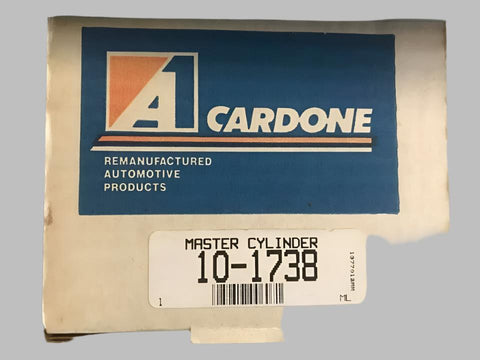 A1 CARDONE
REMANUFACTURED
AUTOMOTIVE
PRODUCTS
MASTER CYLINDER
10-1738
1
ML